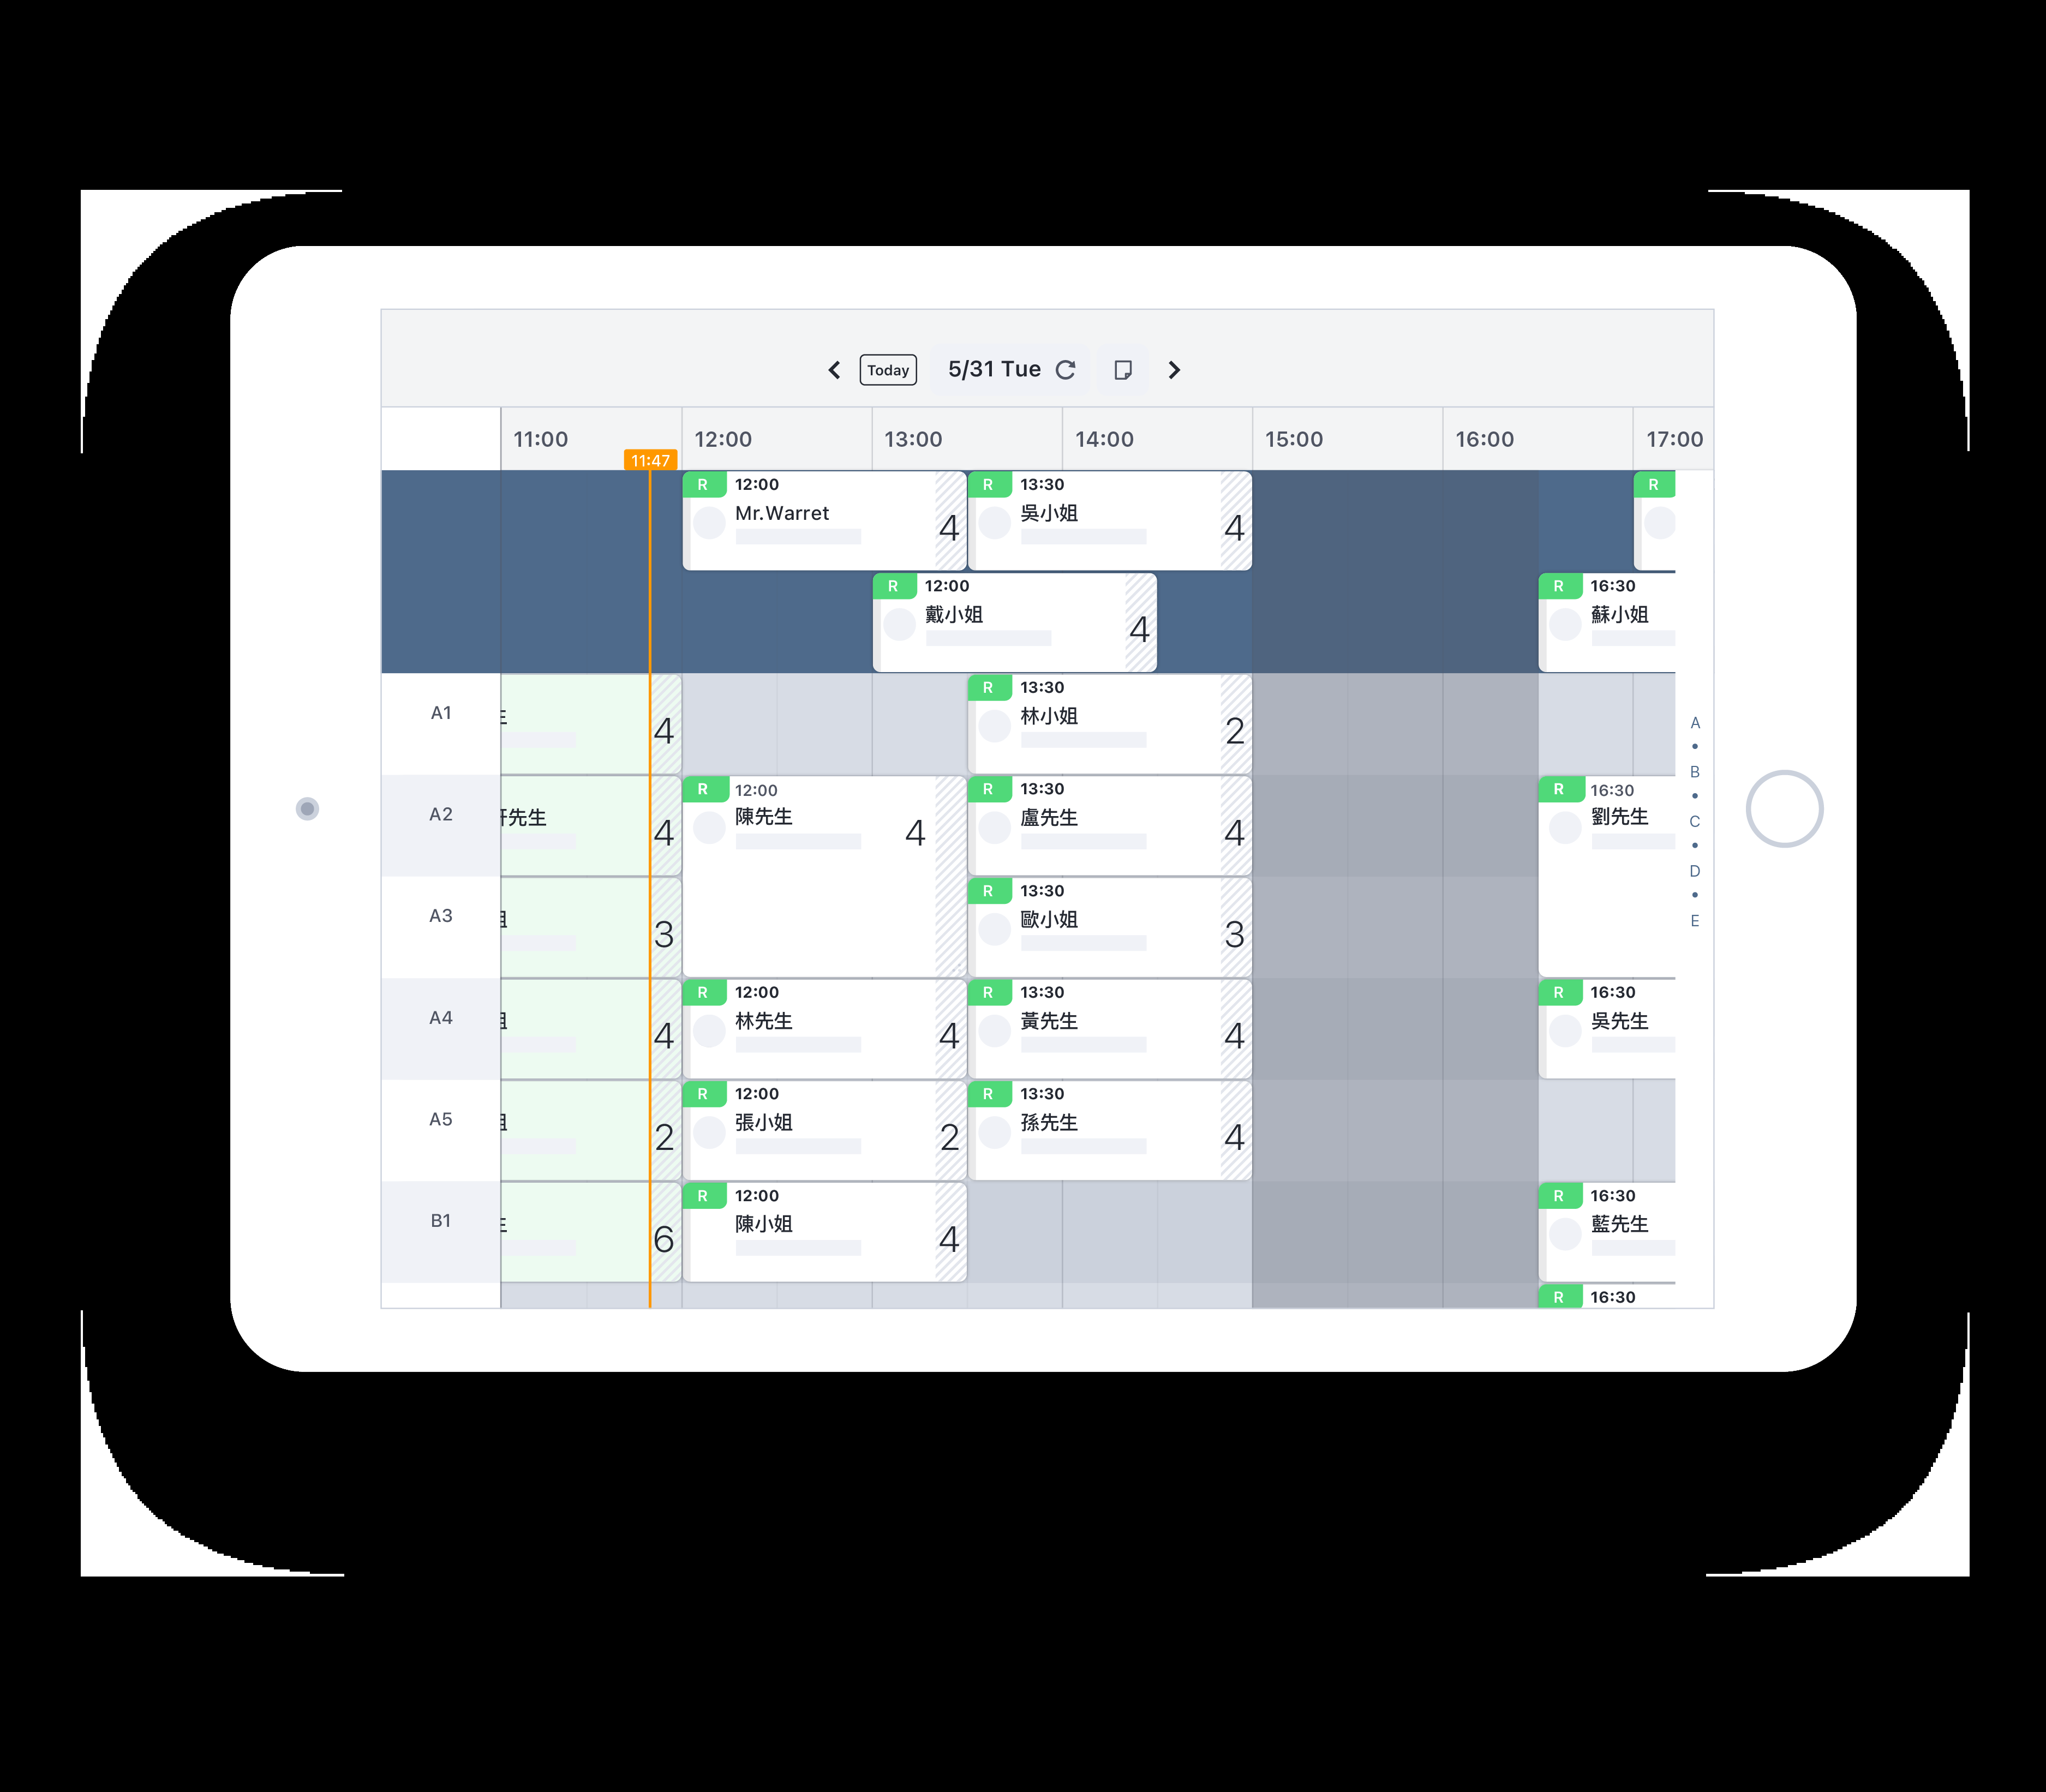 Today 5/31 Tue
11:00 12:00 13:00 14:00 15:00 16:00 17:00
11:47
R 12:00 R 13:30 R
Mr.Warret 吳小姐
4 4
R 12:00 R 16:30
戴小姐 蘇小姐
4
R 13:30
A1 林小姐
4 2
A
B
R 12:00 R 13:30 R 16:30
A2 先生 陳先生 盧先生 劉先生
4 4 4
C
D
R 13:30
A3 歐小姐
3 3
E
R 12:00 R 13:30 R 16:30
A4 林先生 黃先生 吳先生
4 4 4
R 12:00 R 13:30
A5 張小姐 孫先生
2 2 4
R 12:00 R 16:30
B1 陳小姐 藍先生
6 4
R 16:30